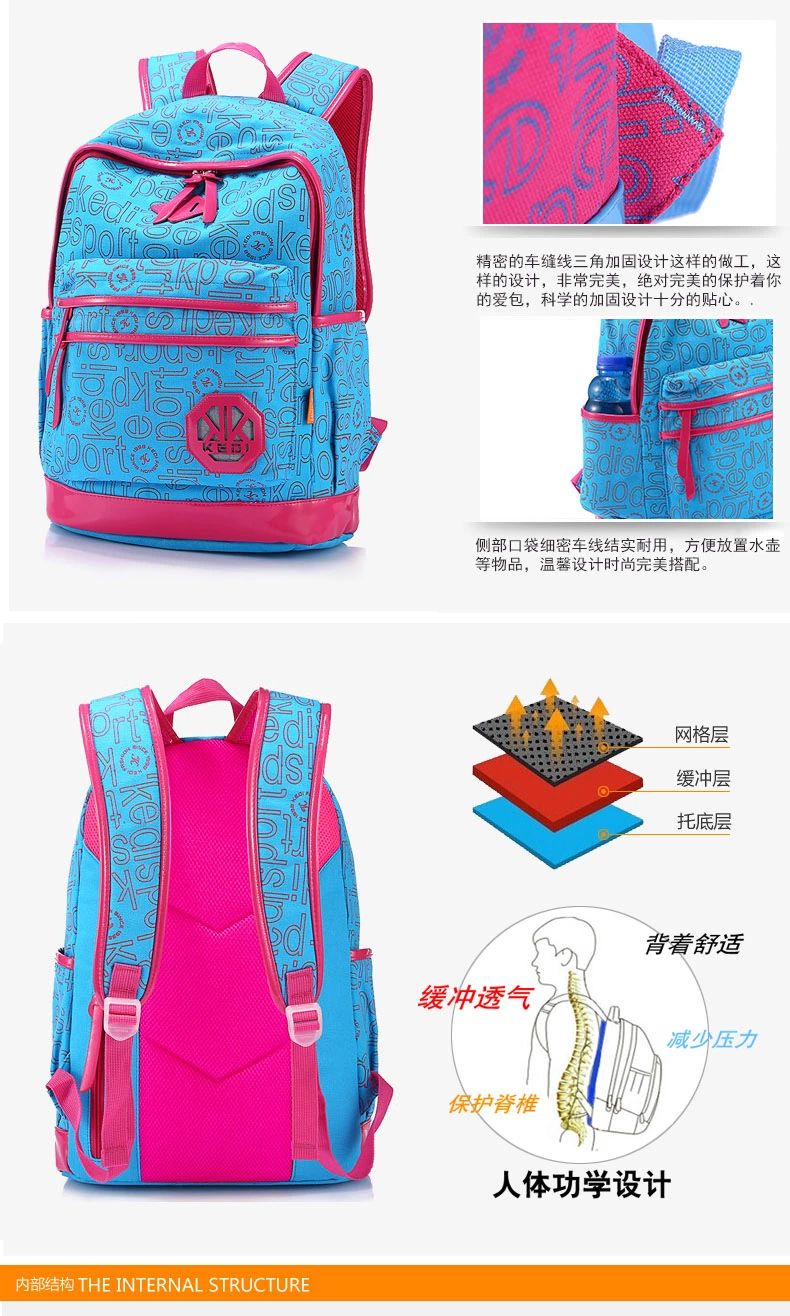 kedisport
KEDI
精密的车缝线三角加固设计这样的做工，这
样的设计，非常完美，绝对完美的保护着你
的爱包，科学的加固设计十分的贴心。.
侧部口袋细密车线结实耐用，方便放置水壶
等物品，温馨设计时尚完美搭配。
网格层
缓冲层
托底层
背着舒适
缓冲透气
减少压力
保护脊椎
人体功学设计
内部结构 THE INTERNAL STRUCTURE